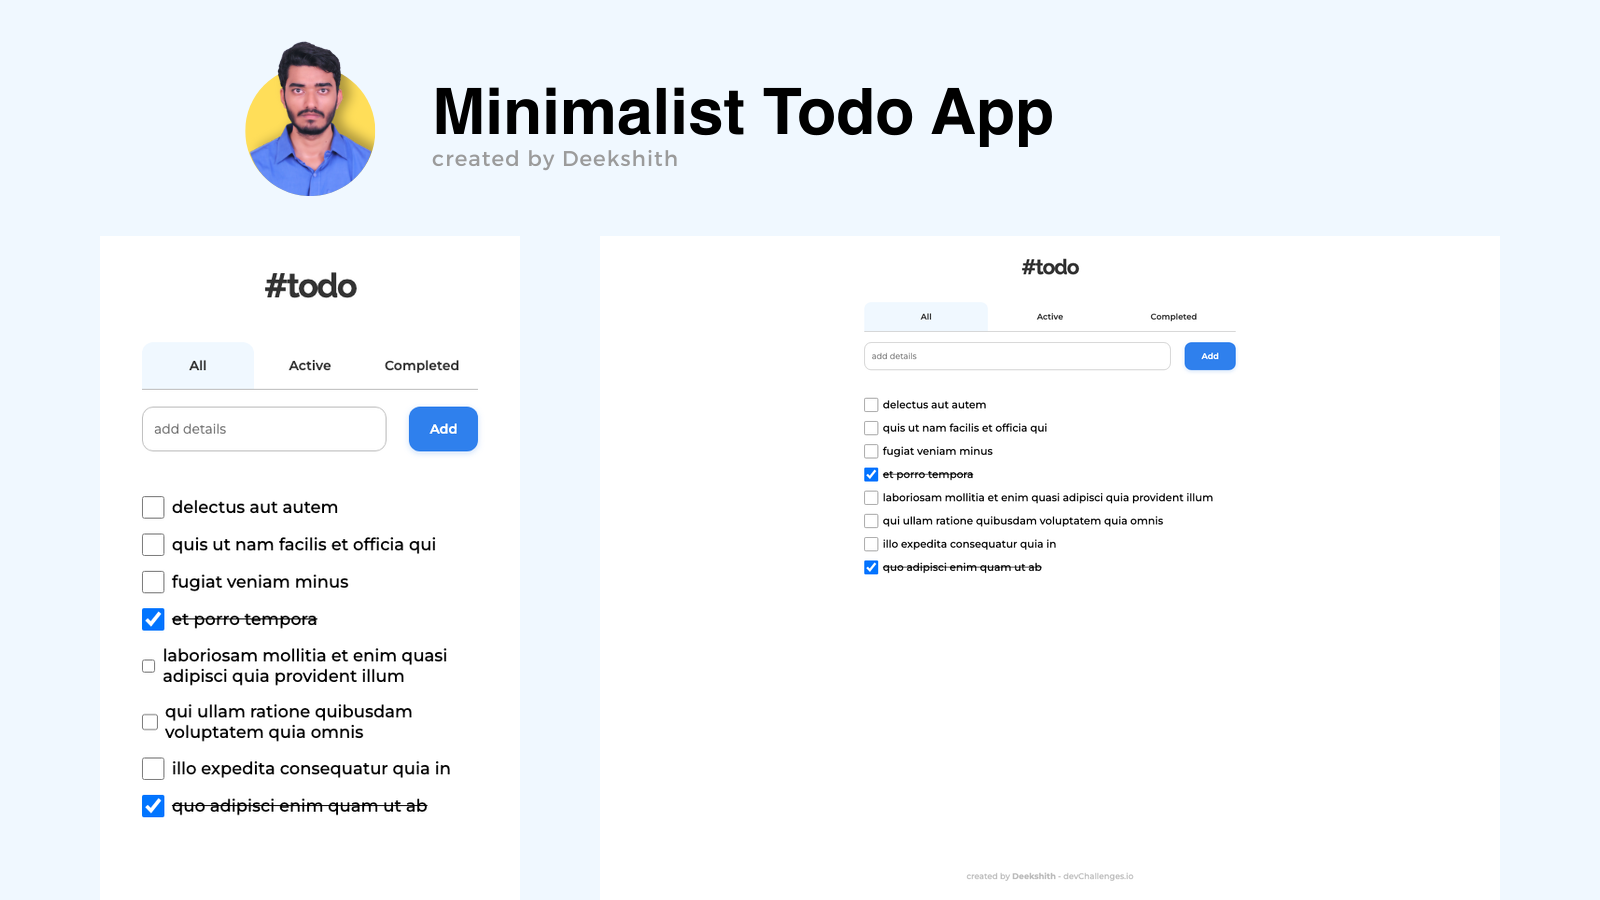 Minimalist Todo App
created by Deekshith
#todo
All Active Completed
add details Add
delectus aut autem
quis ut nam facilis et officia qui
fugiat veniam minus
et porro tempora
laboriosam mollitia et enim quasi
adipisci quia provident illum
qui ullam ratione quibusdam
voluptatem quia omnis
illo expedita consequatur quia in
quo adipisci enim quam ut ab
#todo
All Active Completed
add details Add
delectus aut autem
quis ut nam facilis et officia qui
fugiat veniam minus
et porro tempora
laboriosam mollitia et enim quasi adipisci quia provident illum
qui ullam ratione quibusdam voluptatem quia omnis
illo expedita consequatur quia in
quo adipisci enim quam ut ab
created by Deekshith - devChallenges.io